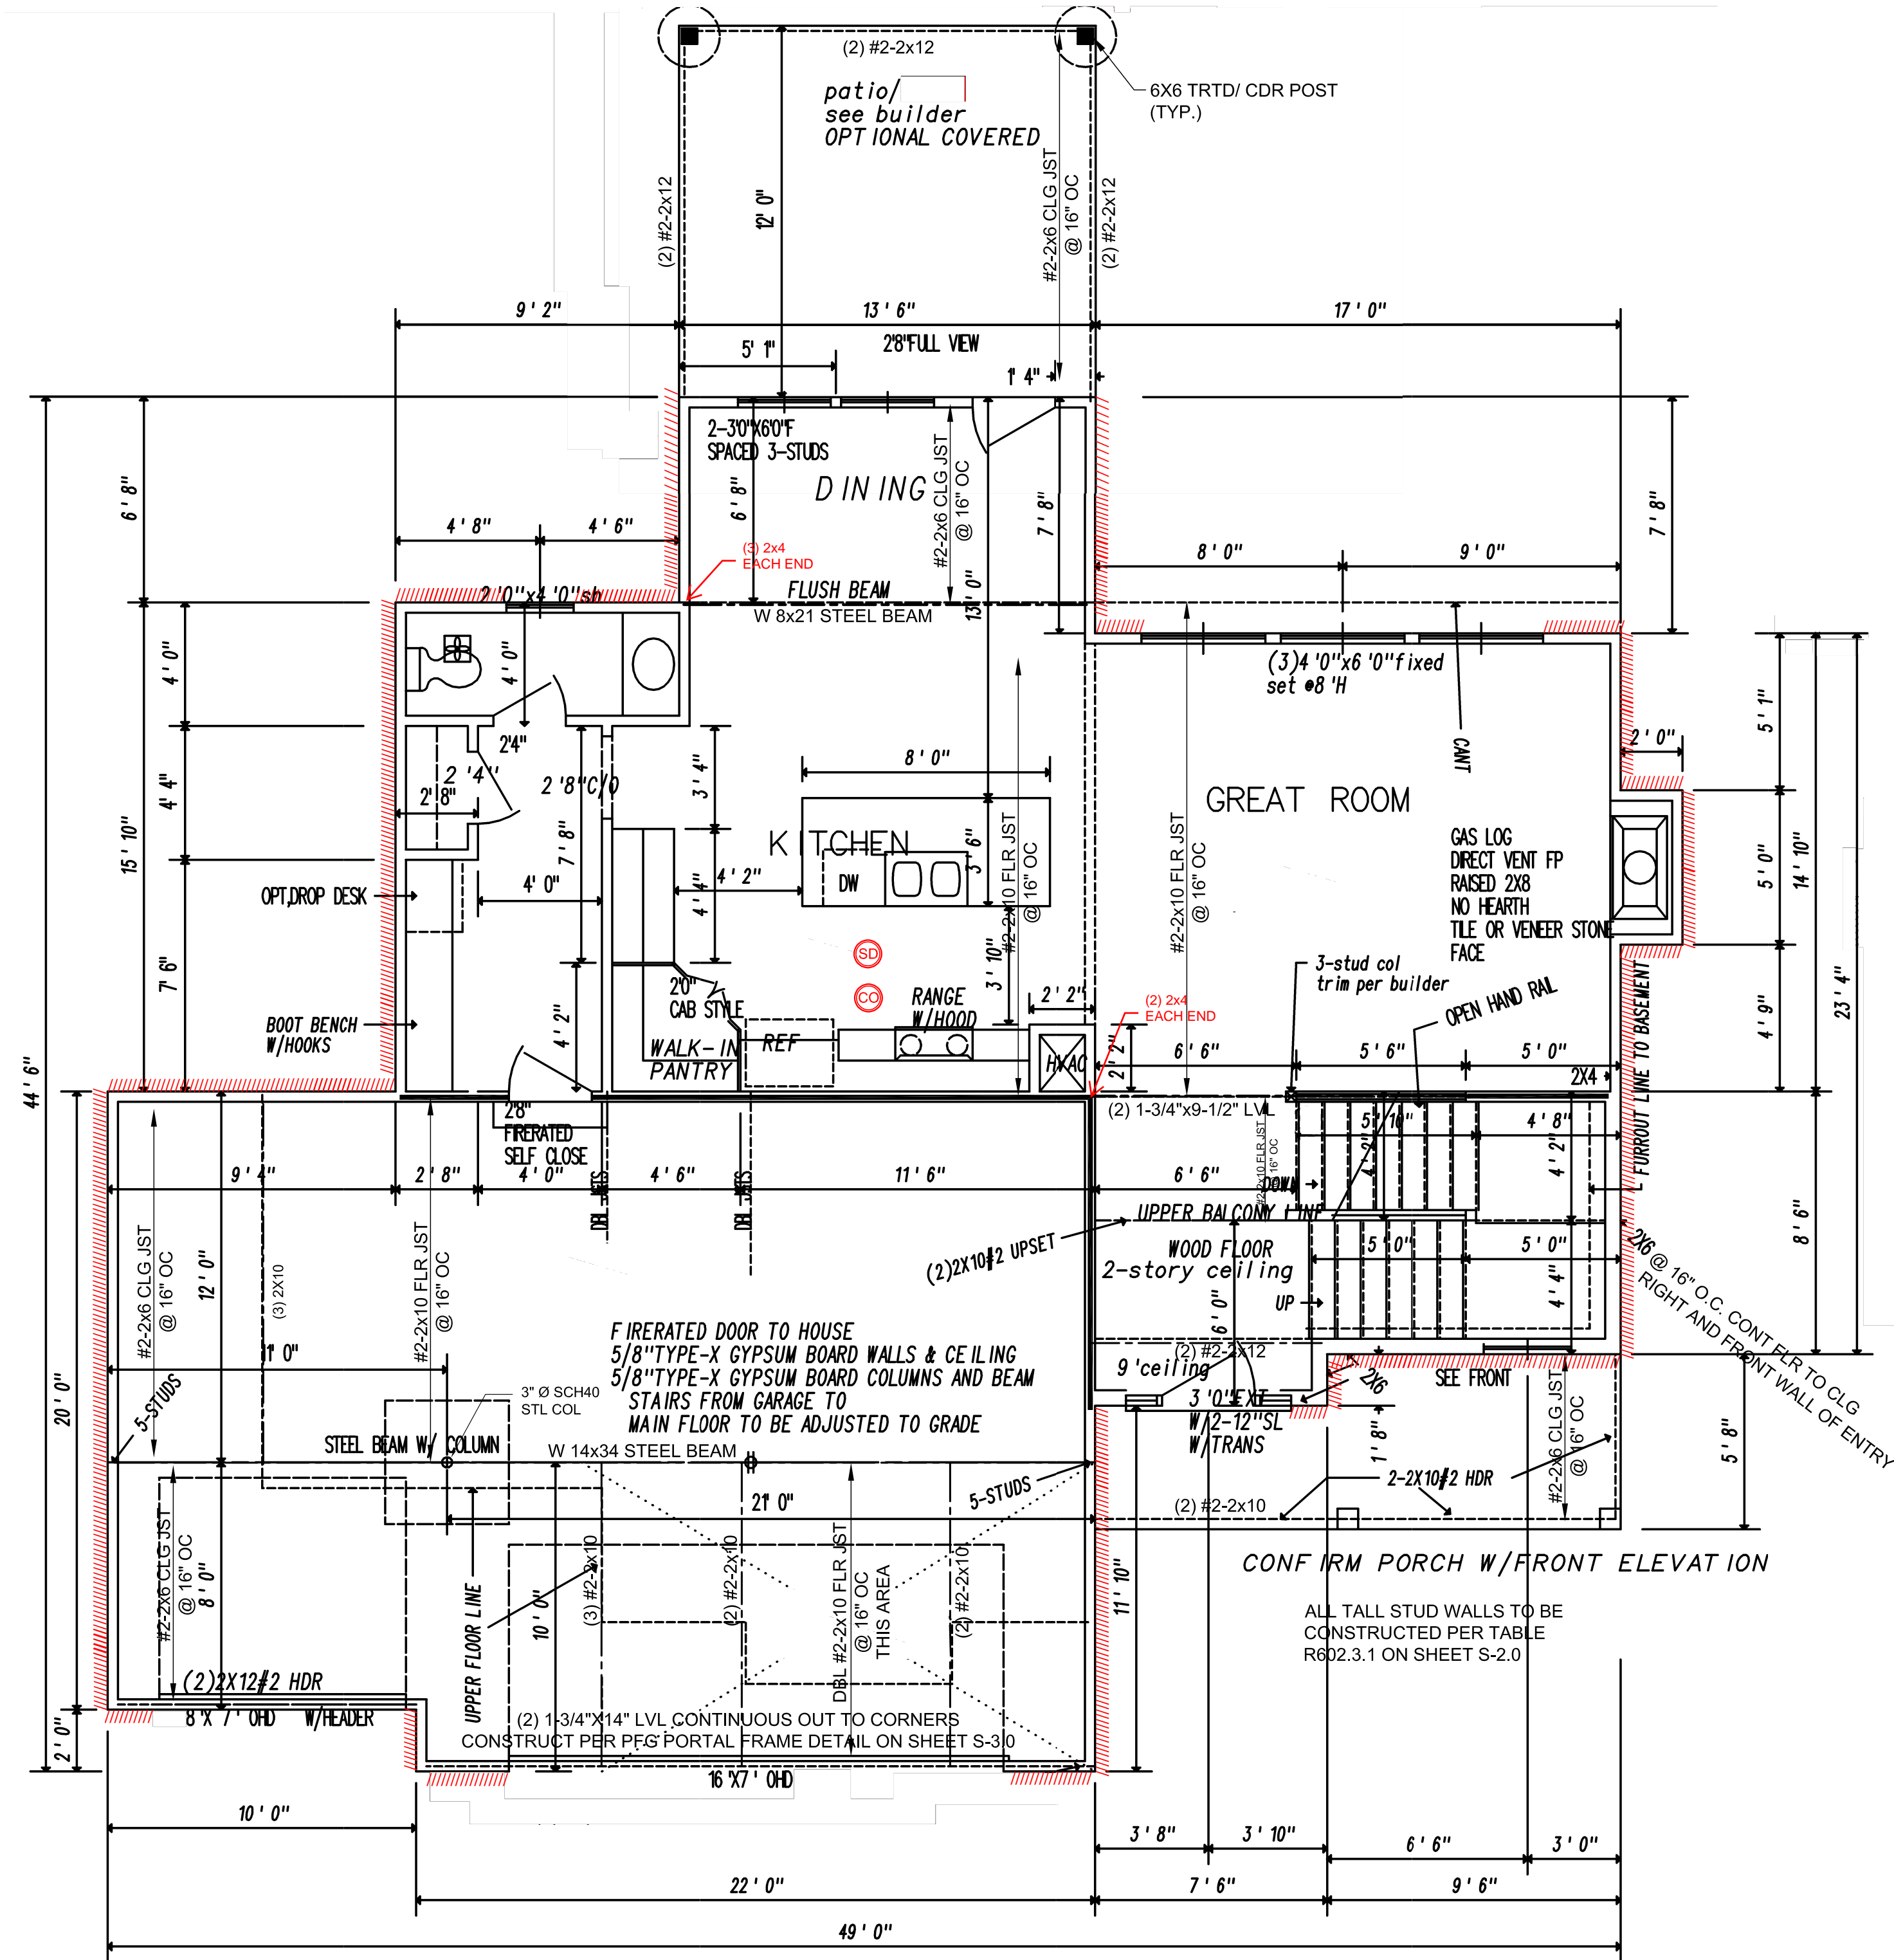 (2) #2-2x12
6X6 TRTD/ CDR POST
(TYP.)
patio/
see builder
OPTIONAL COVERED
(2) #2-2x12
12' 0"
#2-2x6 CLG JST
@ 16" OC
(2) #2-2x12
9' 2"
13' 6"
17' 0"
5' 1"
2'8"FULL VIEW
1' 4"
2-3'0"X6'0"F
SPACED 3-STUDS
DINING
6' 8"
6' 8"
#2-2x6 CLG JST
@ 16" OC
7' 8"
7' 8"
4' 8"
4' 6"
8' 0"
9' 0"
(3) 2x4
EACH END
2'0"x4'0"sh
FLUSH BEAM
W 8x21 STEEL BEAM
13' 0"
4' 0"
4' 0"
(3)4'0"x6'0"fixed
set @8'H
CANT
5' 1"
2' 0"
2'4"
2'4"
2' 8"
2'8"C/O
3' 4"
8' 0"
GREAT ROOM
4' 4"
15' 10"
7' 8"
KITCHEN
DW
3' 6"
#2-2x10 FLR JST
@ 16" OC
#2-2x10 FLR JST
@ 16" OC
GAS LOG
DIRECT VENT FP
RAISED 2X8
NO HEARTH
TILE OR VENEER STONE
FACE
5' 0"
14' 10"
OPT,DROP DESK
4' 0"
4' 4"
4' 2"
7' 6"
SD
CO
3' 10"
3-stud col
trim per builder
OPEN HAND RAIL
23' 4"
4' 9"
BOOT BENCH
W/HOOKS
4' 2"
2'0"
CAB STYLE
RANGE
W/HOOD
2' 2"
(2) 2x4
EACH END
WALK-IN
PANTRY
REF
HVAC
2' 2"
6' 6"
5' 6"
5' 0"
2X4
FURROUT LINE TO BASEMENT
44' 6"
(2) 1-3/4"x9-1/2" LVL
2'8"
FIRERATED
SELF CLOSE
5' 10"
4' 8"
4' 2"
4' 2"
#2-2x10 FLR JST
@ 16" OC
9' 4"
2' 8"
4' 0"
4' 6"
11' 6"
6' 6"
DOWN
DBL JSTS
DBL JSTS
UPPER BALCONY LINE
(2)2X10#2 UPSET
WOOD FLOOR
2-story ceiling
5' 0"
5' 0"
8' 6"
#2-2x6 CLG JST
@ 16" OC
12' 0"
(3) 2X10
#2-2x10 FLR JST
@ 16" OC
UP
6' 0"
4' 4"
2X6 @ 16" O.C. CONT FLR TO CLG
RIGHT AND FRONT WALL OF ENTRY
11' 0"
FIRERATED DOOR TO HOUSE
5/8"TYPE-X GYPSUM BOARD WALLS & CEILING
5/8"TYPE-X GYPSUM BOARD COLUMNS AND BEAM
STAIRS FROM GARAGE TO
MAIN FLOOR TO BE ADJUSTED TO GRADE
(2) #2-2x12
9'ceiling
3'0"EXT
W/2-12"SL
W/TRANS
2X6
SEE FRONT
20' 0"
5-STUDS
3" Ø SCH40
STL COL
STEEL BEAM W/ COLUMN
W 14x34 STEEL BEAM
1' 8"
#2-2x6 CLG JST
@ 16" OC
5' 8"
2-2X10#2 HDR
5-STUDS
21' 0"
(2) #2-2x10
#2-2x6 CLG JST
@ 16" OC
8' 0"
UPPER FLOOR LINE
10' 0"
(3) #2-2x10
(2) #2-2x10
DBL #2-2x10 FLR JST
@ 16" OC
THIS AREA
(2) #2-2x10
11' 10"
CONFIRM PORCH W/FRONT ELEVATION
ALL TALL STUD WALLS TO BE
CONSTRUCTED PER TABLE
R602.3.1 ON SHEET S-2.0
(2)2X12#2 HDR
8'X 7' OHD W/HEADER
(2) 1-3/4"X14" LVL CONTINUOUS OUT TO CORNERS
CONSTRUCT PER PFG PORTAL FRAME DETAIL ON SHEET S-3.0
2' 0"
16'X7' OHD
10' 0"
3' 8"
3' 10"
6' 6"
3' 0"
22' 0"
7' 6"
9' 6"
49' 0"